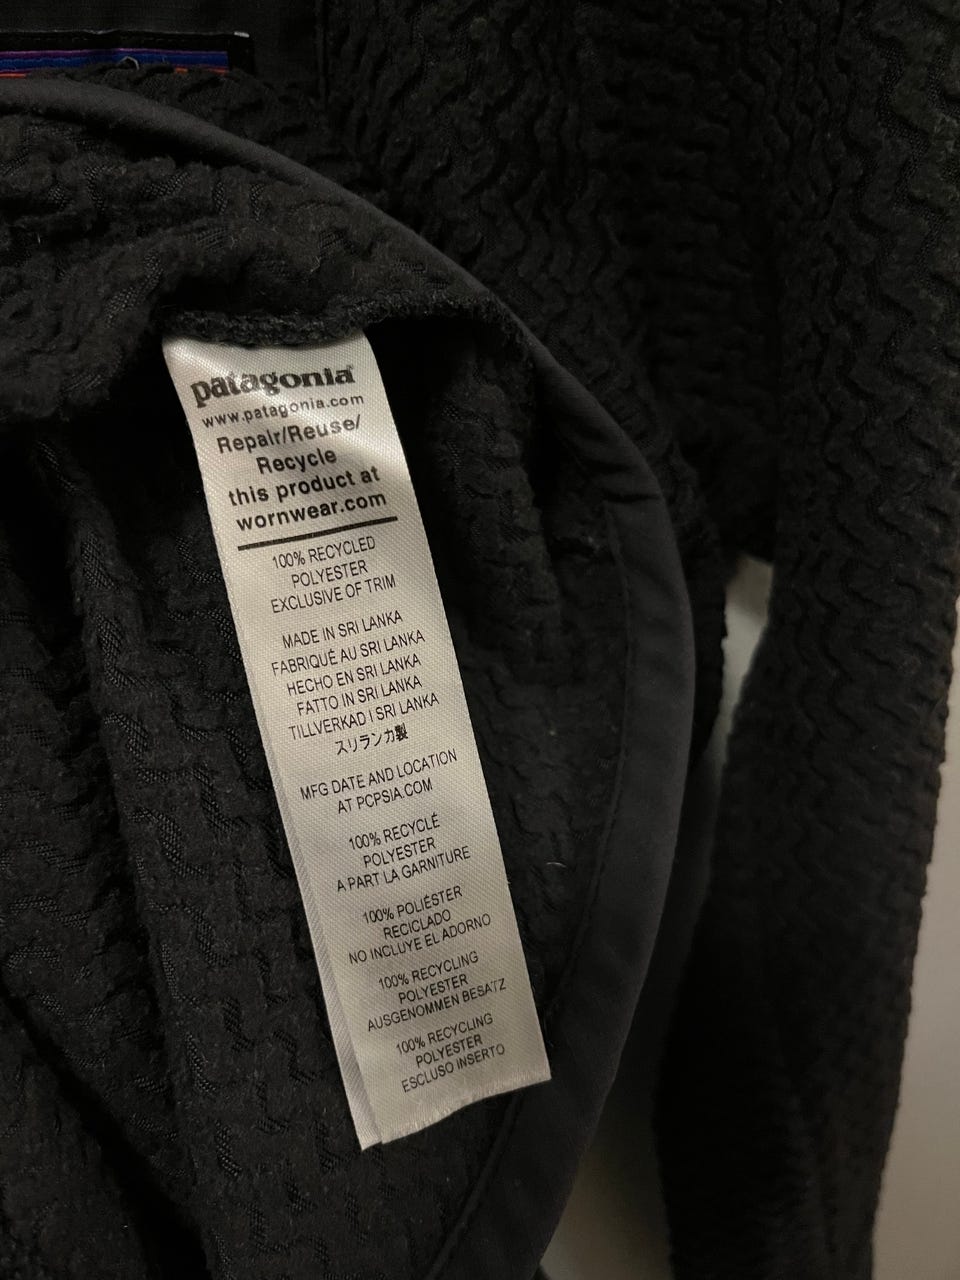 patagonia®
www.patagonia.com
Repair/Reuse/
Recycle
this product at
wornwear.com
100% RECYCLED
POLYESTER
EXCLUSIVE OF TRIM
MADE IN SRI LANKA
FABRIQUÉ AU SRI LANKA
HECHO EN SRI LANKA
FATTO IN SRI LANKA
TILLVERKAD I SRI LANKA
スリランカ製
MFG DATE AND LOCATION
AT PCPSIA.COM
100% RECYCLÉ
POLYESTER
A PART LA GARNITURE
100% POLIÉSTER
RECICLADO
NO INCLUYE EL ADORNO
100% RECYCLING
POLYESTER
AUSGENOMMEN BESATZ
100% RECYCLING
POLYESTER
ESCLUSO INSERTO